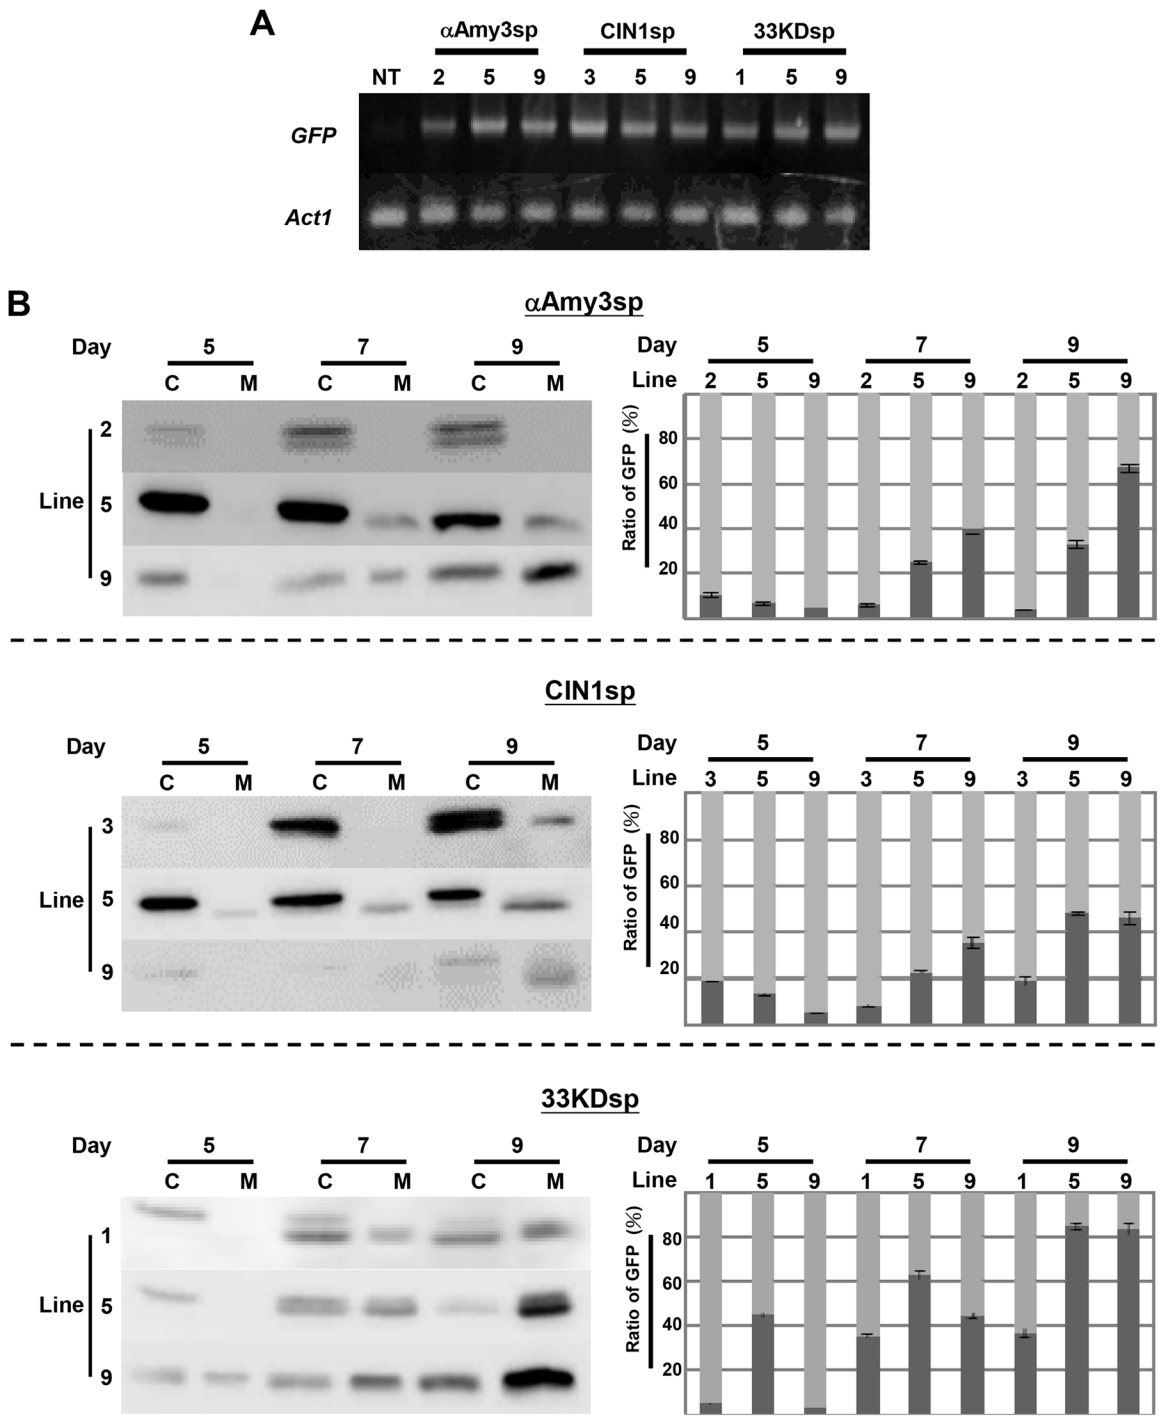 A
αAmy3sp CIN1sp 33KDsp
NT 2 5 9 3 5 9 1 5 9
GFP
Act1
B
αAmy3sp
Day 5 7 9
C M C M C M
2
Line 5
9
Day 5 7 9
Line 2 5 9 2 5 9 2 5 9
Ratio of GFP (%)
80
60
40
20
CIN1sp
Day 5 7 9
C M C M C M
3
Line 5
9
Day 5 7 9
Line 3 5 9 3 5 9 3 5 9
Ratio of GFP (%)
80
60
40
20
33KDsp
Day 5 7 9
C M C M C M
1
Line 5
9
Day 5 7 9
Line 1 5 9 1 5 9 1 5 9
Ratio of GFP (%)
80
60
40
20